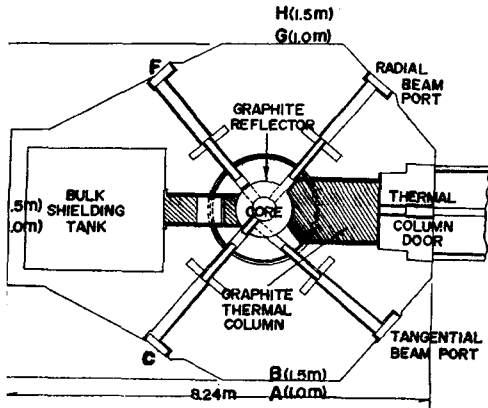 H (1.5m)
G (1.0m)
F
RADIAL
BEAM
PORT
GRAPHITE
REFLECTOR
BULK
SHIELDING
TANK
CORE
THERMAL
COLUMN
DOOR
.5m)
.0m)
GRAPHITE
THERMAL
COLUMN
C
TANGENTIAL
BEAM PORT
B (1.5m)
8.24m
A (1.0m)